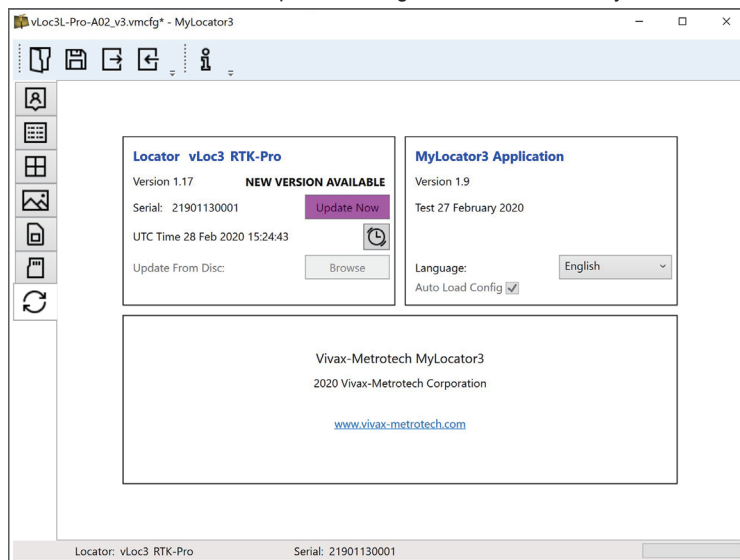 vLoc3L-Pro-A02_v3.vmcfg* - MyLocator3
Locator vLoc3 RTK-Pro
Version 1.17 NEW VERSION AVAILABLE
Serial: 21901130001 Update Now
UTC Time 28 Feb 2020 15:24:43
Update From Disc: Browse
MyLocator3 Application
Version 1.9
Test 27 February 2020
Language: English
Auto Load Config
Vivax-Metrotech MyLocator3
2020 Vivax-Metrotech Corporation
www.vivax-metrotech.com
Locator: vLoc3 RTK-Pro Serial: 21901130001